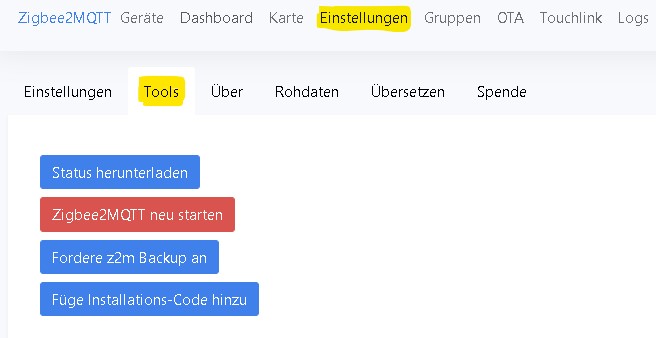 Zigbee2MQTT Geräte Dashboard Karte Einstellungen Gruppen OTA Touchlink Logs
Einstellungen Tools Über Rohdaten Übersetzen Spende
Status herunterladen
Zigbee2MQTT neu starten
Fordere z2m Backup an
Füge Installations-Code hinzu